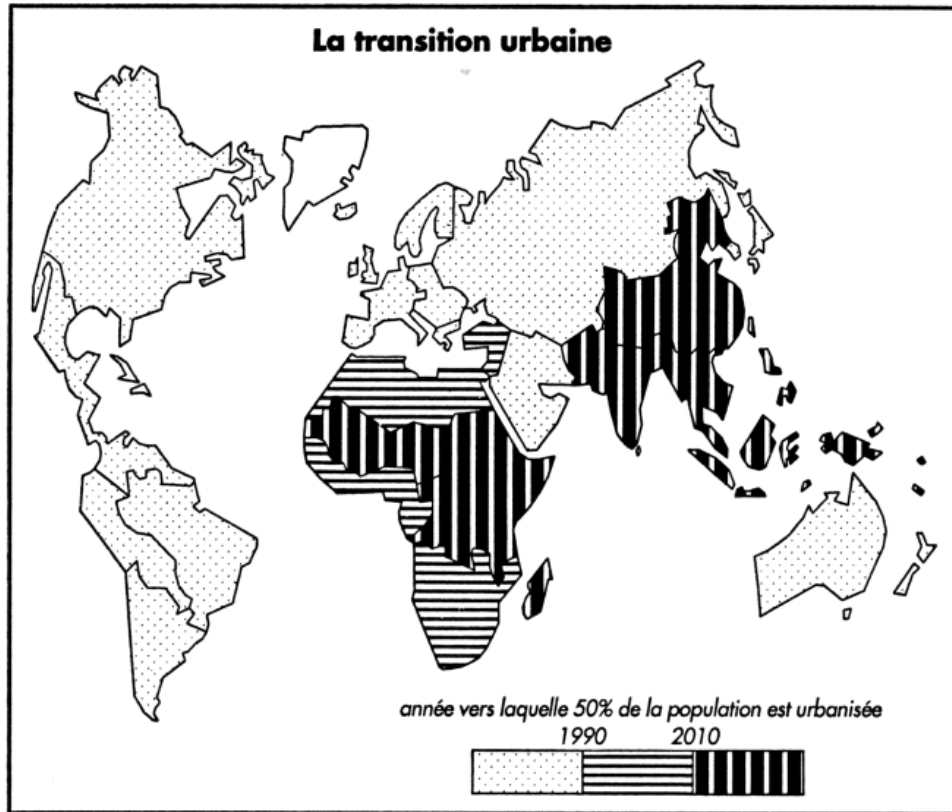 La transition urbaine
année vers laquelle 50% de la population est urbanisée
1990 2010